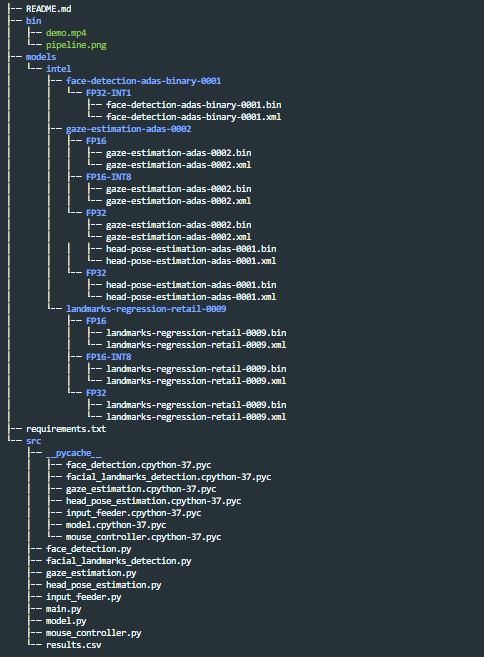 ├── README.md
├── bin
│   ├── demo.mp4
│   └── pipeline.png
├── models
│   └── intel
│       ├── face-detection-adas-binary-0001
│       │   └── FP32-INT1
│       │       ├── face-detection-adas-binary-0001.bin
│       │       └── face-detection-adas-binary-0001.xml
│       ├── gaze-estimation-adas-0002
│       │   ├── FP16
│       │   │   ├── gaze-estimation-adas-0002.bin
│       │   │   └── gaze-estimation-adas-0002.xml
│       │   ├── FP16-INT8
│       │   │   ├── gaze-estimation-adas-0002.bin
│       │   │   └── gaze-estimation-adas-0002.xml
│       │   ├── FP32
│       │   │   ├── gaze-estimation-adas-0002.bin
│       │   │   └── gaze-estimation-adas-0002.xml
│       │   │   ├── head-pose-estimation-adas-0001.bin
│       │   │   └── head-pose-estimation-adas-0001.xml
│       │   ├── FP32
│       │       ├── head-pose-estimation-adas-0001.bin
│       │       └── head-pose-estimation-adas-0001.xml
│       └── landmarks-regression-retail-0009
│           ├── FP16
│           │   ├── landmarks-regression-retail-0009.bin
│           │   └── landmarks-regression-retail-0009.xml
│           ├── FP16-INT8
│           │   ├── landmarks-regression-retail-0009.bin
│           │   └── landmarks-regression-retail-0009.xml
│           └── FP32
│               ├── landmarks-regression-retail-0009.bin
│               └── landmarks-regression-retail-0009.xml
├── requirements.txt
└── src
    ├── __pycache__
    │   ├── face_detection.cpython-37.pyc
    │   ├── facial_landmarks_detection.cpython-37.pyc
    │   ├── gaze_estimation.cpython-37.pyc
    │   ├── head_pose_estimation.cpython-37.pyc
    │   ├── input_feeder.cpython-37.pyc
    │   ├── model.cpython-37.pyc
    │   └── mouse_controller.cpython-37.pyc
    ├── face_detection.py
    ├── facial_landmarks_detection.py
    ├── gaze_estimation.py
    ├── head_pose_estimation.py
    ├── input_feeder.py
    ├── main.py
    ├── model.py
    ├── mouse_controller.py
    └── results.csv